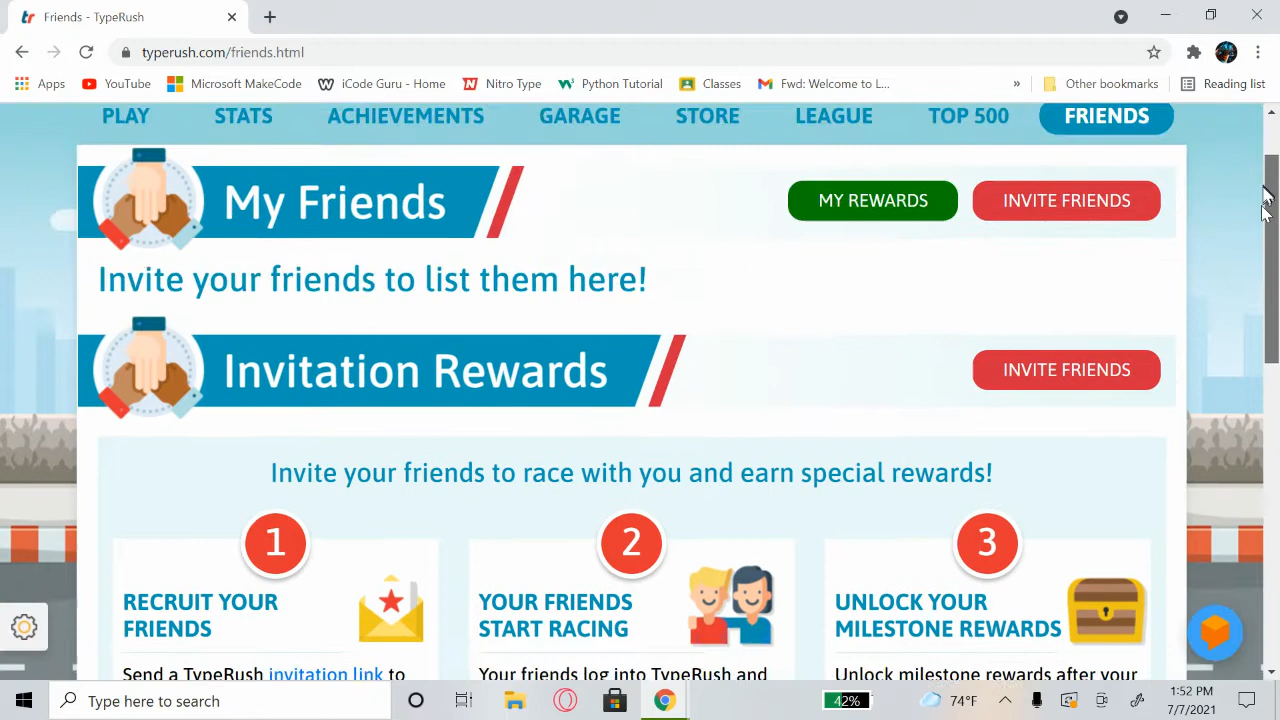 Friends - TypeRush
typerush.com/friends.html
Apps YouTube Microsoft MakeCode iCode Guru - Home Nitro Type Python Tutorial Classes Fwd: Welcome to L... » Other bookmarks Reading list
PLAY STATS ACHIEVEMENTS GARAGE STORE LEAGUE TOP 500 FRIENDS
My Friends MY REWARDS INVITE FRIENDS
Invite your friends to list them here!
Invitation Rewards INVITE FRIENDS
Invite your friends to race with you and earn special rewards!
1 2 3
RECRUIT YOUR
FRIENDS
Send a TypeRush invitation link to
YOUR FRIENDS
START RACING
Your friends log into TypeRush and
UNLOCK YOUR
MILESTONE REWARDS
Unlock milestone rewards after your
Type here to search 42% 74°F 1:52 PM
7/7/2021